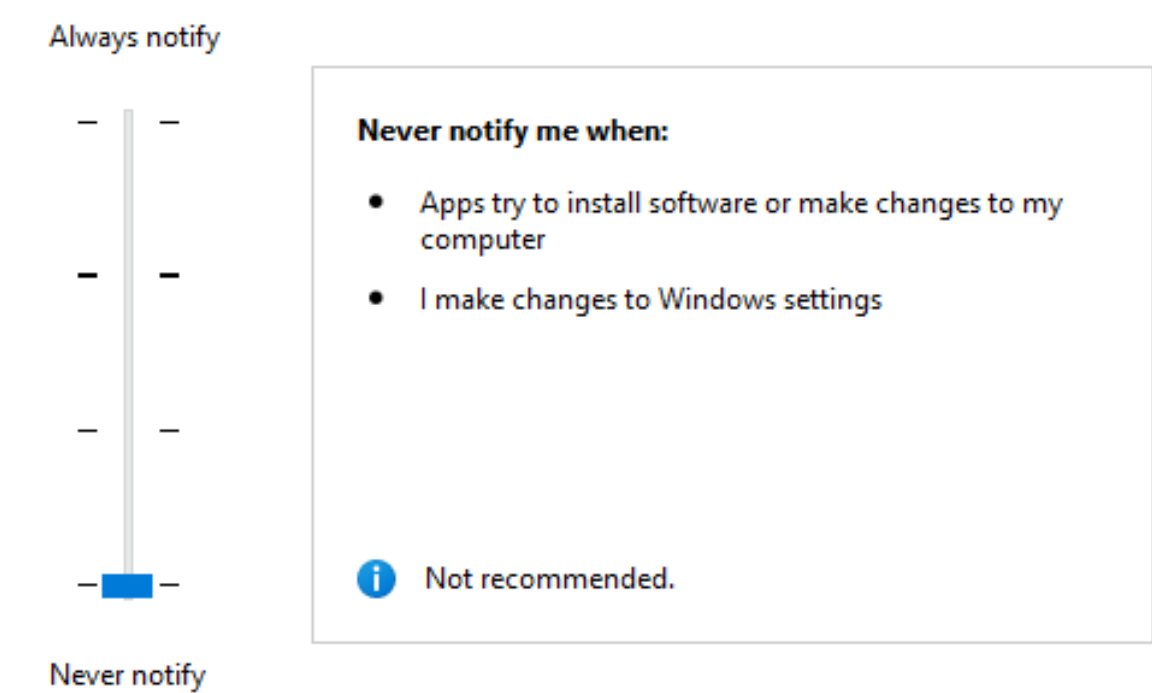 Always notify
Never notify me when:
Apps try to install software or make changes to my
computer
I make changes to Windows settings
Not recommended.
Never notify